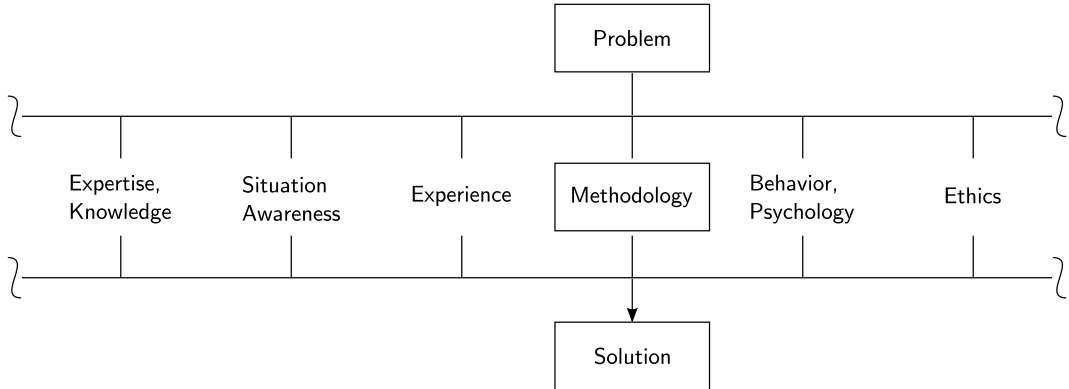 Problem
Expertise,
Knowledge
Situation
Awareness
Experience
Methodology
Behavior,
Psychology
Ethics
Solution